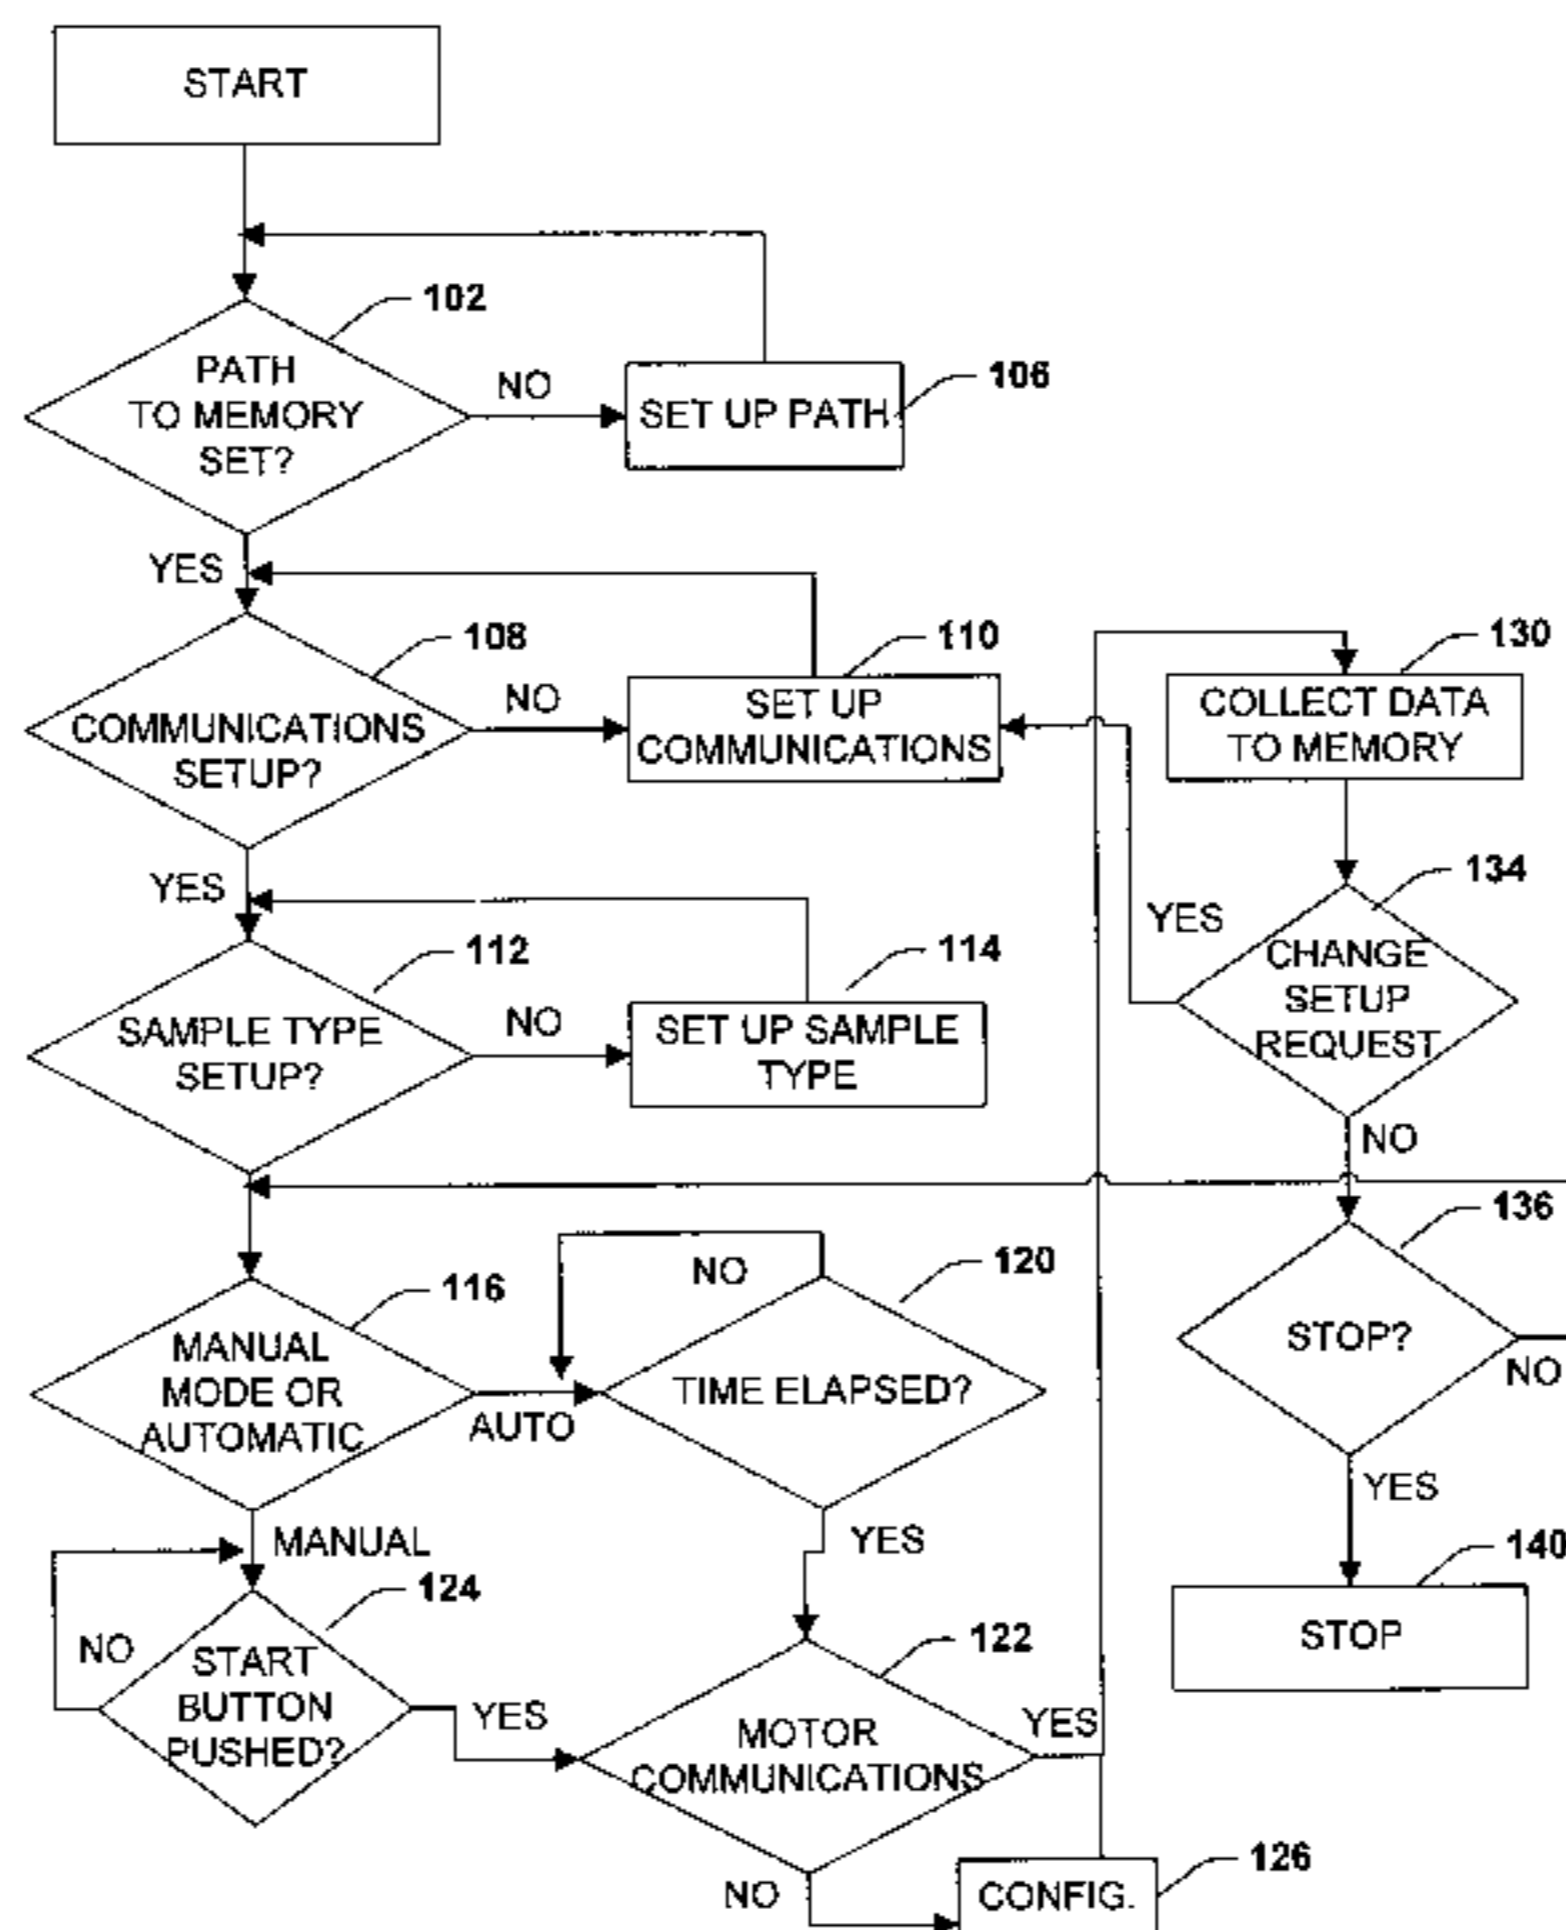 START
102
PATH
TO MEMORY
SET?
NO
SET UP PATH
106
YES
108
COMMUNICATIONS
SETUP?
NO
110
SET UP
COMMUNICATIONS
130
COLLECT DATA
TO MEMORY
YES
112
SAMPLE TYPE
SETUP?
NO
114
SET UP SAMPLE
TYPE
134
YES
CHANGE
SETUP
REQUEST
NO
116
MANUAL
MODE OR
AUTOMATIC
AUTO
NO
120
TIME ELAPSED?
136
STOP?
NO
YES
MANUAL
YES
140
STOP
124
NO
START
BUTTON
PUSHED?
YES
122
MOTOR
COMMUNICATIONS
YES
NO
CONFIG.
126